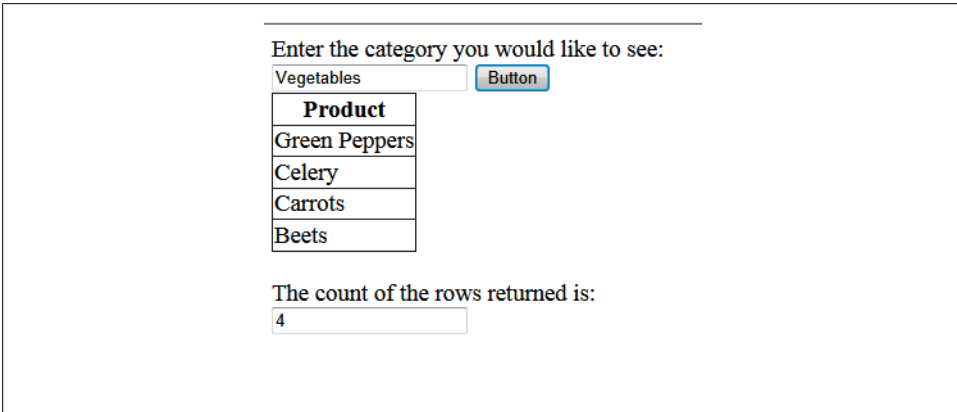 Enter the category you would like to see:
Vegetables Button
Product
Green Peppers
Celery
Carrots
Beets
The count of the rows returned is:
4